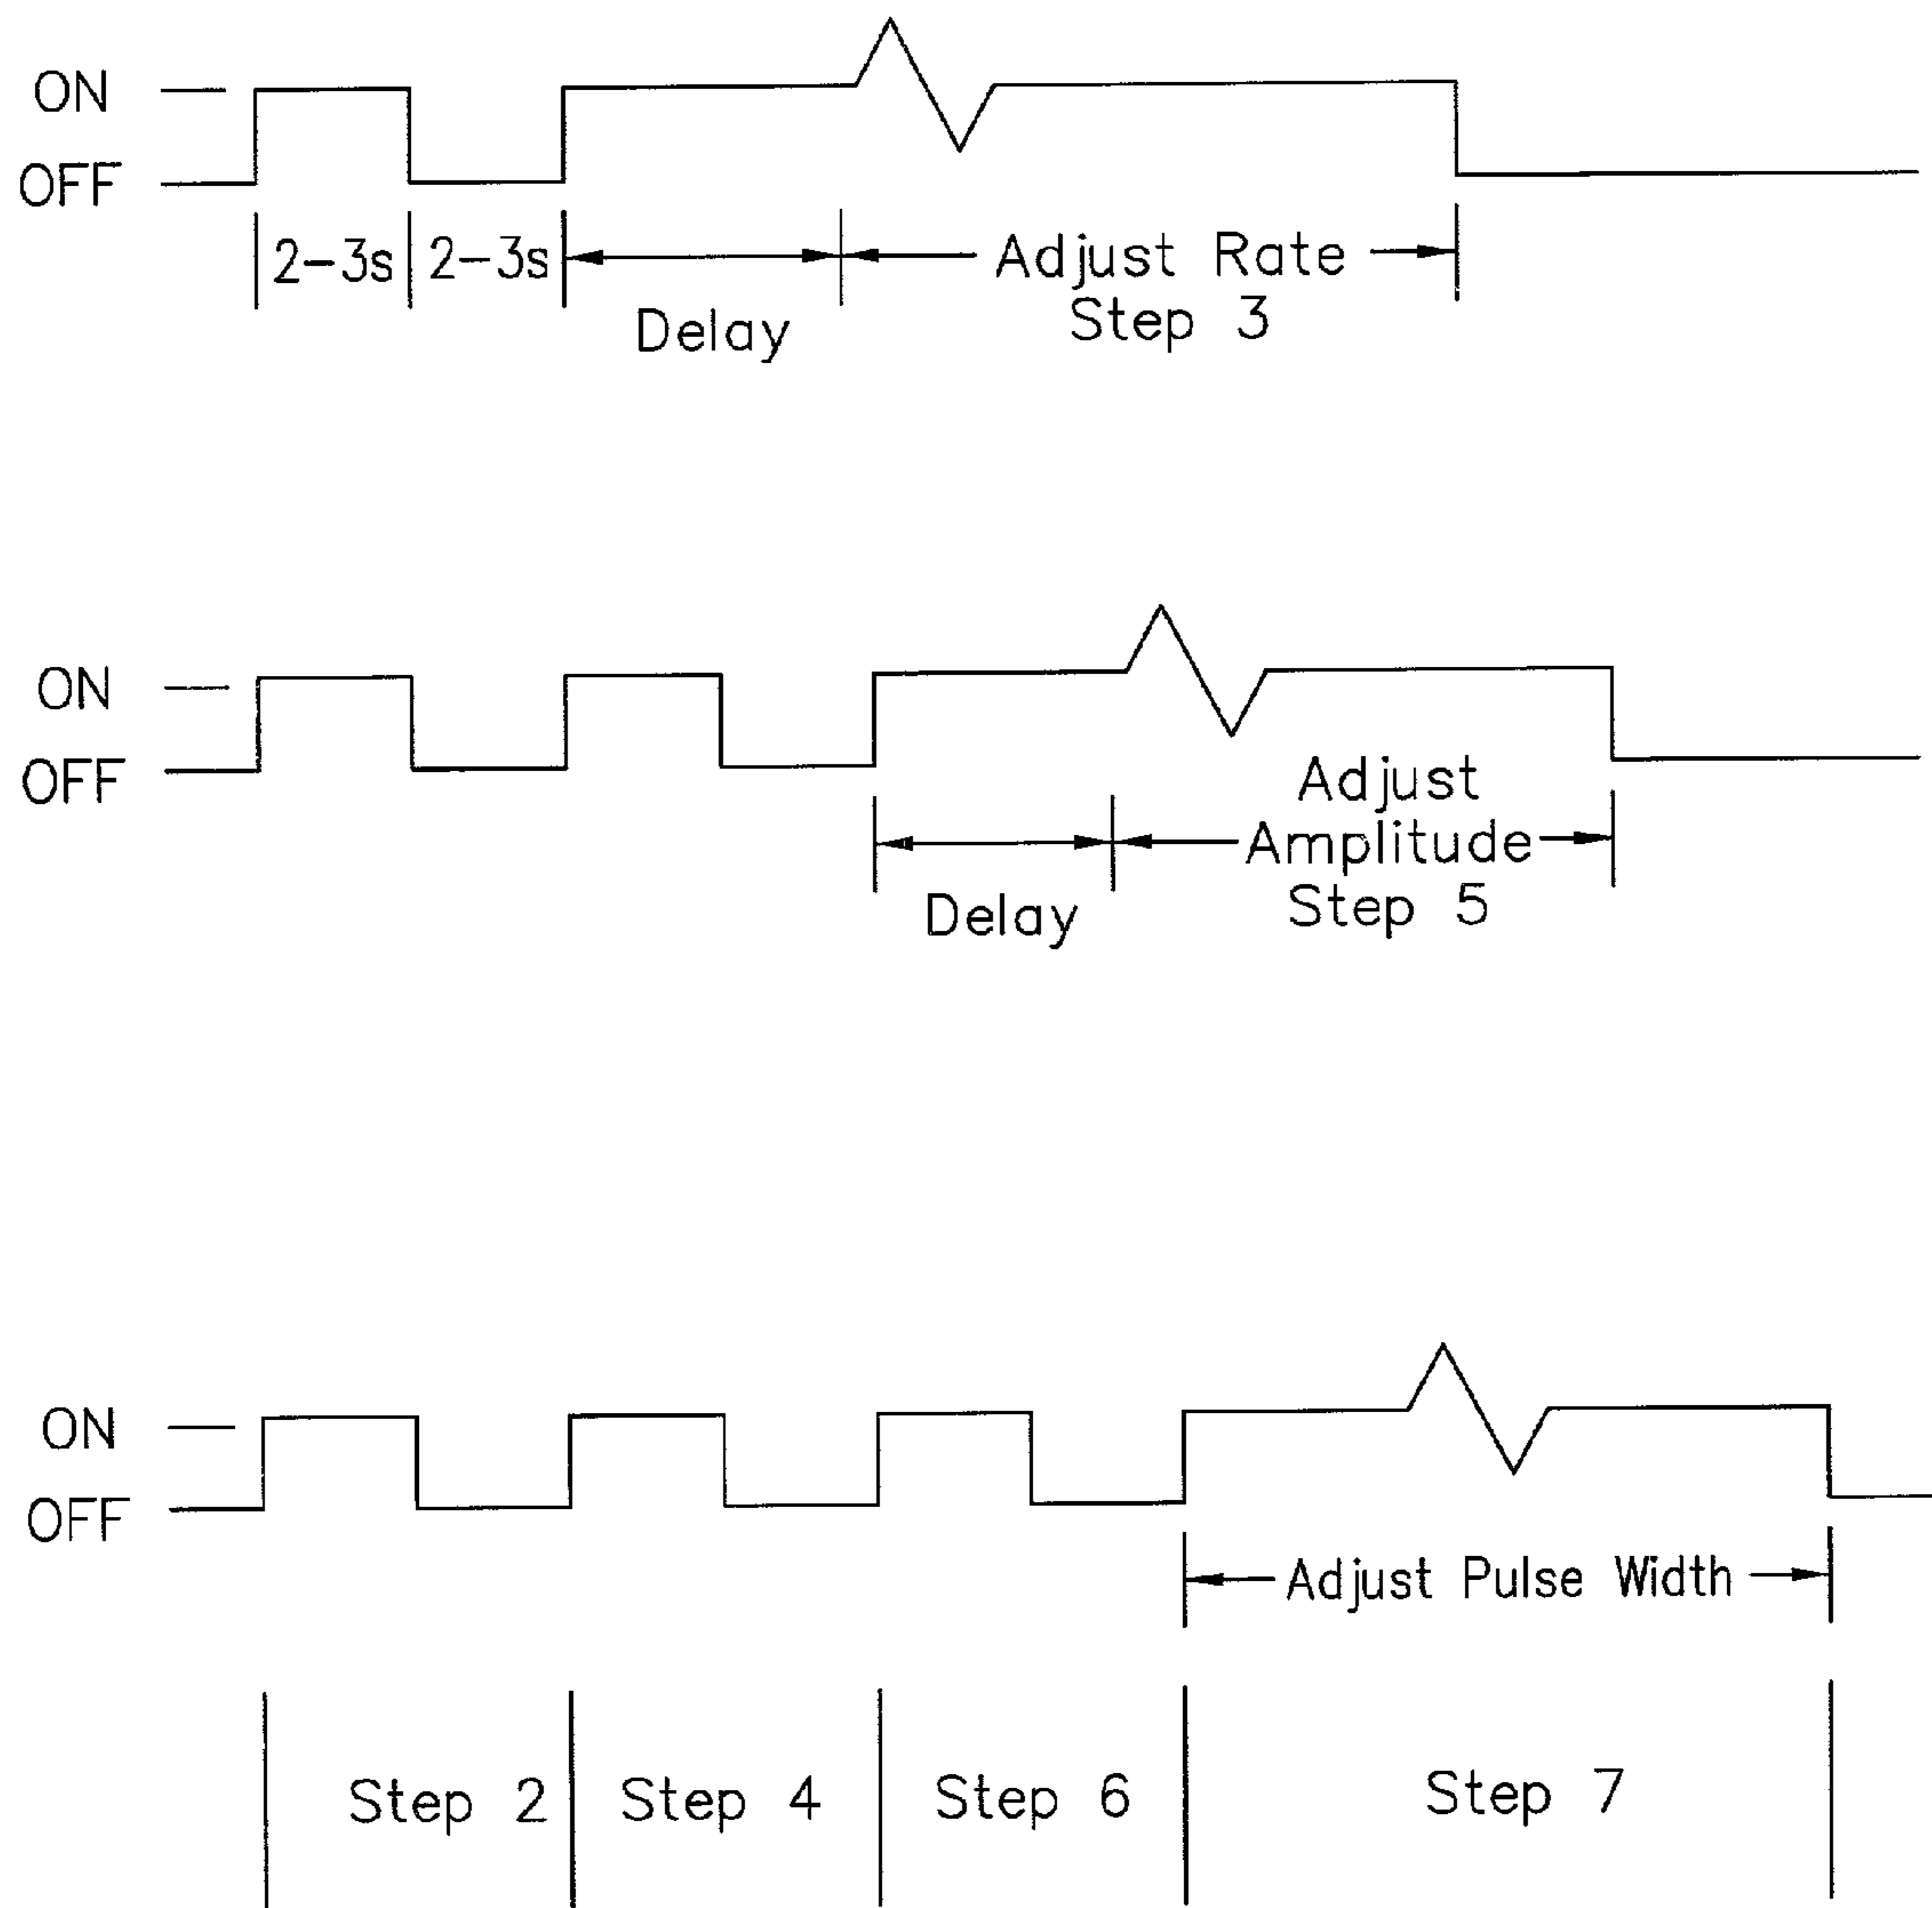 ON
OFF
2-3s
2-3s
Delay
Adjust Rate
Step 3
ON
OFF
Delay
Adjust
Amplitude
Step 5
ON
OFF
Adjust Pulse Width
Step 2
Step 4
Step 6
Step 7